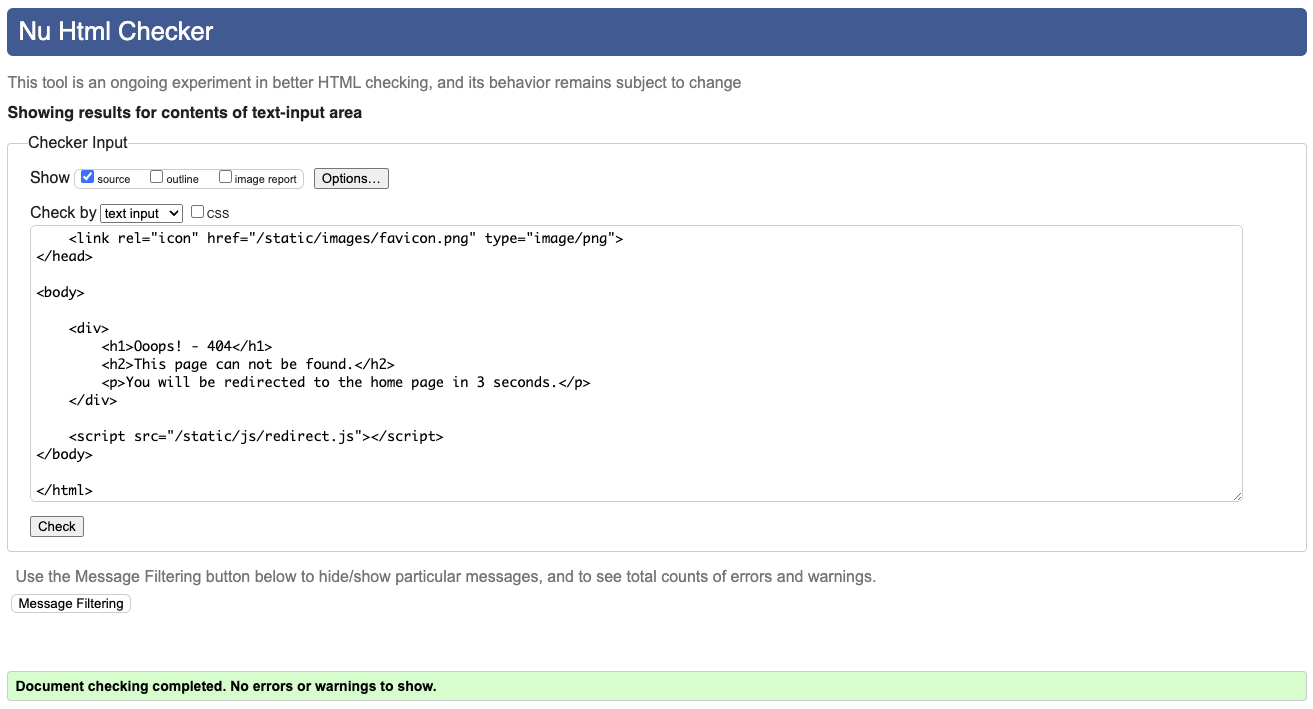 Nu Html Checker
This tool is an ongoing experiment in better HTML checking, and its behavior remains subject to change
Showing results for contents of text-input area
Checker Input
Show source outline image report Options...
Check by text input css
<link rel="icon" href="/static/images/favicon.png" type="image/png">
</head>
<body>
<div>
<h1>Ooops! - 404</h1>
<h2>This page can not be found.</h2>
<p>You will be redirected to the home page in 3 seconds.</p>
</div>
<script src="/static/js/redirect.js"></script>
</body>
</html>
Check
Use the Message Filtering button below to hide/show particular messages, and to see total counts of errors and warnings.
Message Filtering
Document checking completed. No errors or warnings to show.